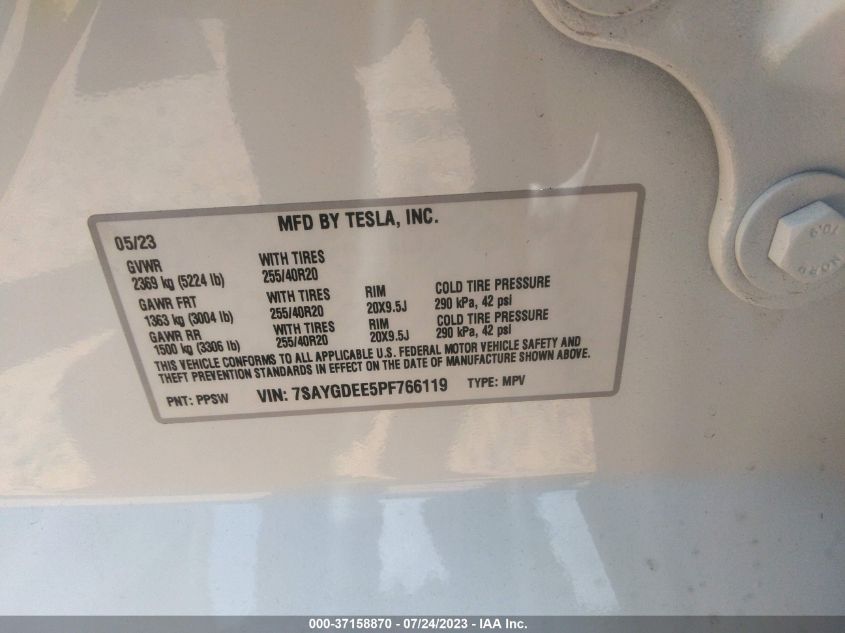 MFD BY TESLA, INC.
05/23
GVWR WITH TIRES
2369 kg (5224 lb) 255/40R20
GAWR FRT WITH TIRES RIM COLD TIRE PRESSURE
1363 kg (3004 lb) 255/40R20 20X9.5J 290 kPa, 42 psi
GAWR RR WITH TIRES RIM COLD TIRE PRESSURE
1500 kg (3306 lb) 255/40R20 20X9.5J 290 kPa, 42 psi
THIS VEHICLE CONFORMS TO ALL APPLICABLE U.S. FEDERAL MOTOR VEHICLE SAFETY AND
THEFT PREVENTION STANDARDS IN EFFECT ON THE DATE OF MANUFACTURE SHOWN ABOVE.
PNT: PPSW VIN: 7SAYGDEE5PF766119 TYPE: MPV
10.9
000-37158870 / 07/24/2023 - IAA Inc.